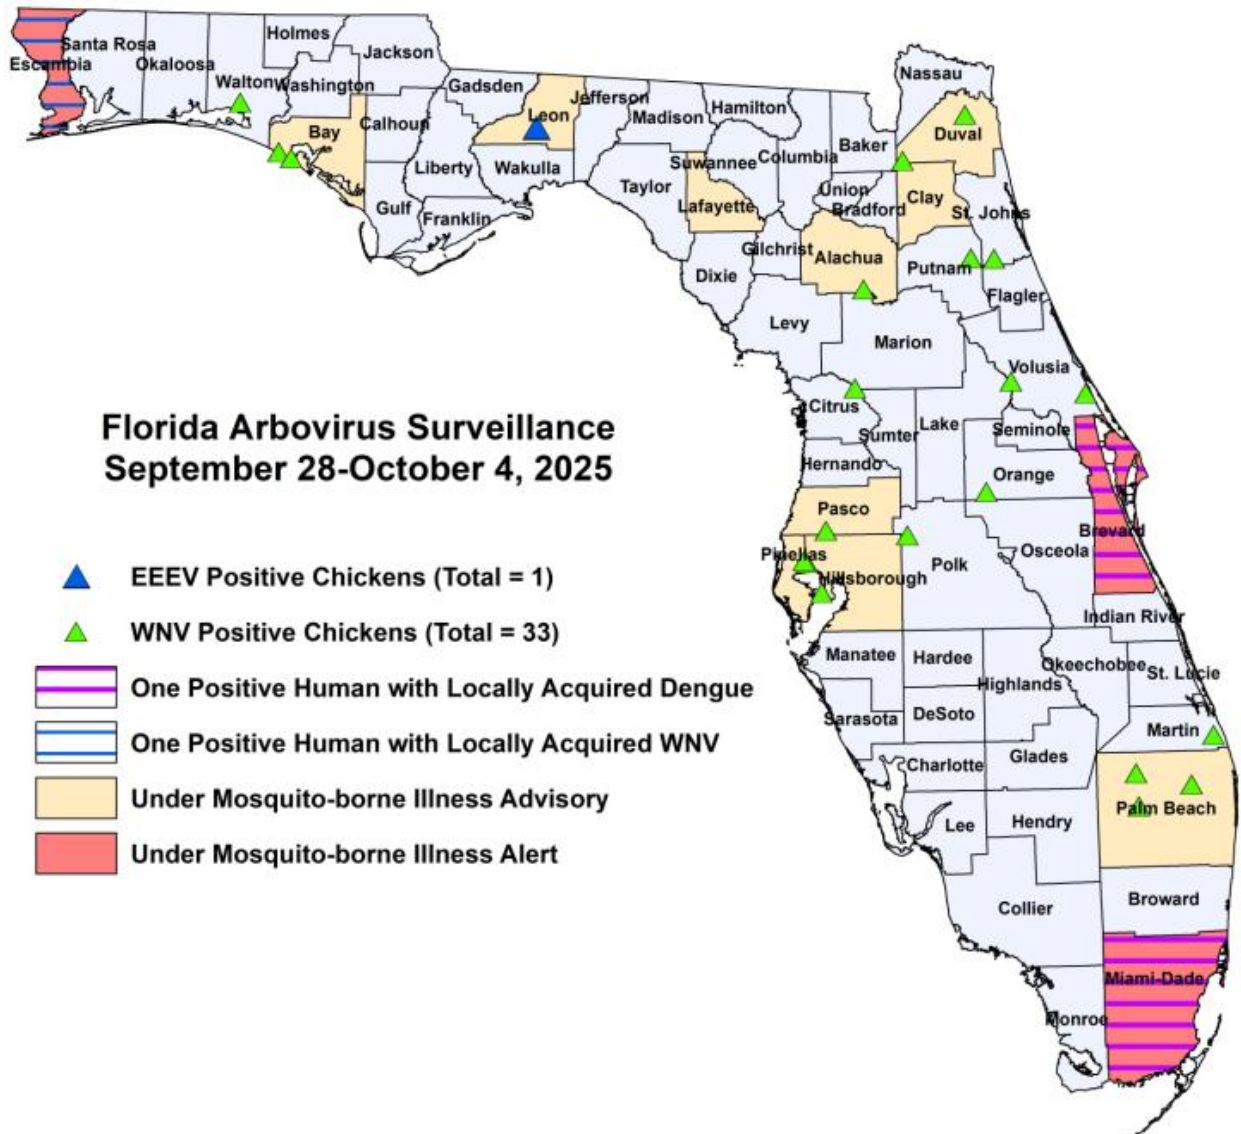 Holmes
Santa Rosa
Jackson
Escambia
Okaloosa
Walton
Washington
Gadsden
Nassau
Jefferson
Leon
Madison
Hamilton
Bay
Calhoun
Duval
Baker
Suwannee
Columbia
Liberty
Wakulla
Taylor
Union
Lafayette
Clay
Bradford
St. Johns
Gulf
Franklin
Gilchrist
Alachua
Dixie
Putnam
Flagler
Levy
Marion
Volusia
Citrus
Lake
Sumter
Seminole
Hernando
Orange
Pasco
Brevard
Pinellas
Osceola
Polk
Hillsborough
Indian River
Manatee
Hardee
Okeechobee
St. Lucie
Highlands
Sarasota
DeSoto
Martin
Charlotte
Glades
Palm Beach
Lee
Hendry
Broward
Collier
Miami-Dade
Monroe
Florida Arbovirus Surveillance
September 28-October 4, 2025
EEEV Positive Chickens (Total = 1)
WNV Positive Chickens (Total = 33)
One Positive Human with Locally Acquired Dengue
One Positive Human with Locally Acquired WNV
Under Mosquito-borne Illness Advisory
Under Mosquito-borne Illness Alert